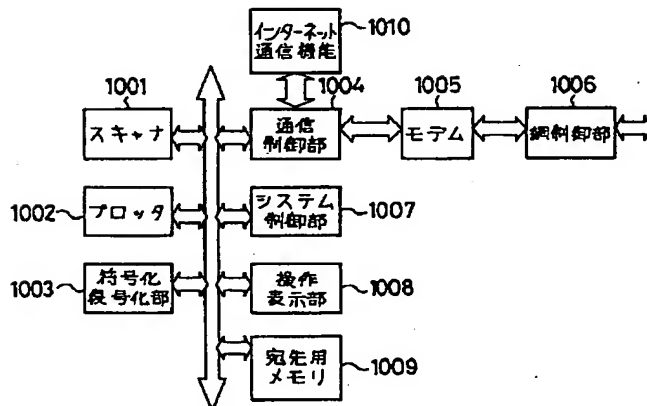 インターネット
通信機能
1010
1001
スキャナ
1004
通信
制御部
1005
モデム
1006
網制御部
1002
プロッタ
システム
制御部
1007
1003
符号化
復号化部
操作
表示部
1008
宛先用
メモリ
1009